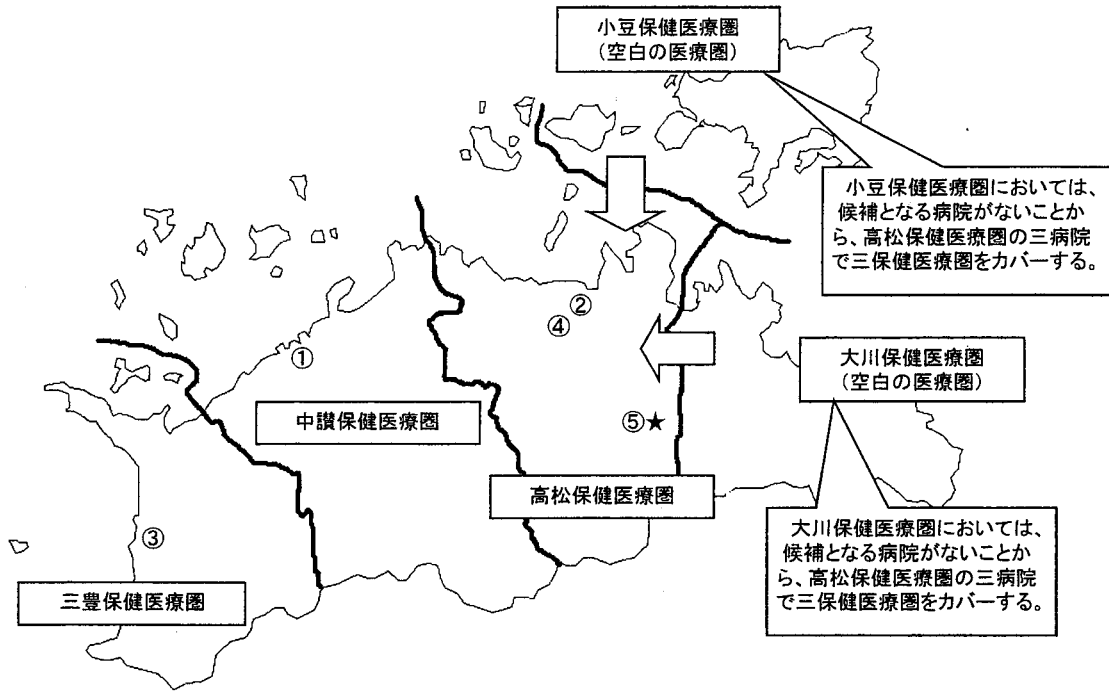 小豆保健医療圏
(空白の医療圏)
小豆保健医療圏においては、
候補となる病院がないことか
ら、高松保健医療圏の三病院
で三保健医療圏をカバーする。
②
④
①
大川保健医療圏
(空白の医療圏)
中讃保健医療圏
⑤★
高松保健医療圏
大川保健医療圏においては、
候補となる病院がないことか
ら、高松保健医療圏の三病院
で三保健医療圏をカバーする。
③
三豊保健医療圏